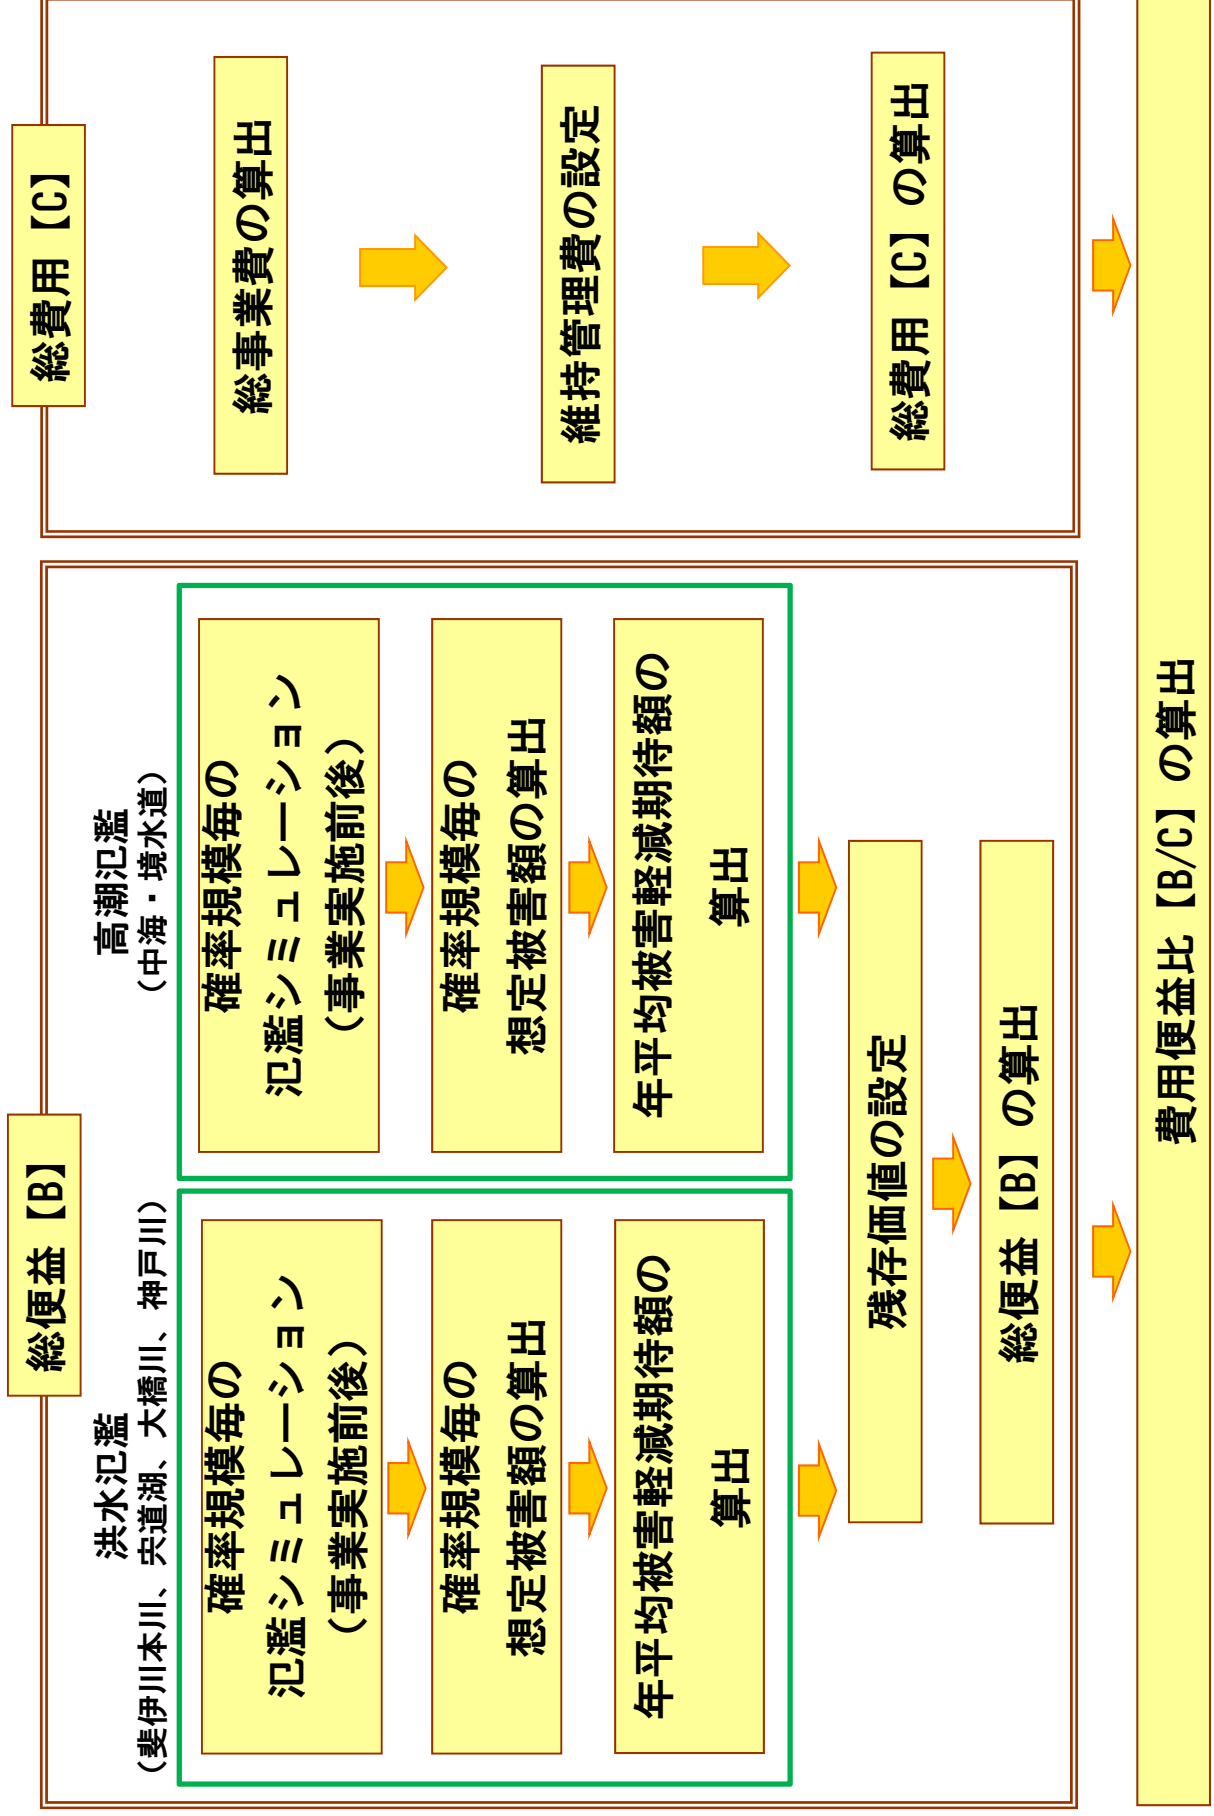 総便益【B】
洪水氾濫
（斐伊川本川、宍道湖、大橋川、神戸川）
確率規模毎の
氾濫シミュレーション
（事業実施前後）
確率規模毎の
想定被害額の算出
年平均被害軽減期待額の
算出
高潮氾濫
（中海・境水道）
確率規模毎の
氾濫シミュレーション
（事業実施前後）
確率規模毎の
想定被害額の算出
年平均被害軽減期待額の
算出
残存価値の設定
総便益【B】の算出
総費用【C】
総事業費の算出
維持管理費の設定
総費用【C】の算出
費用便益比【B/C】の算出